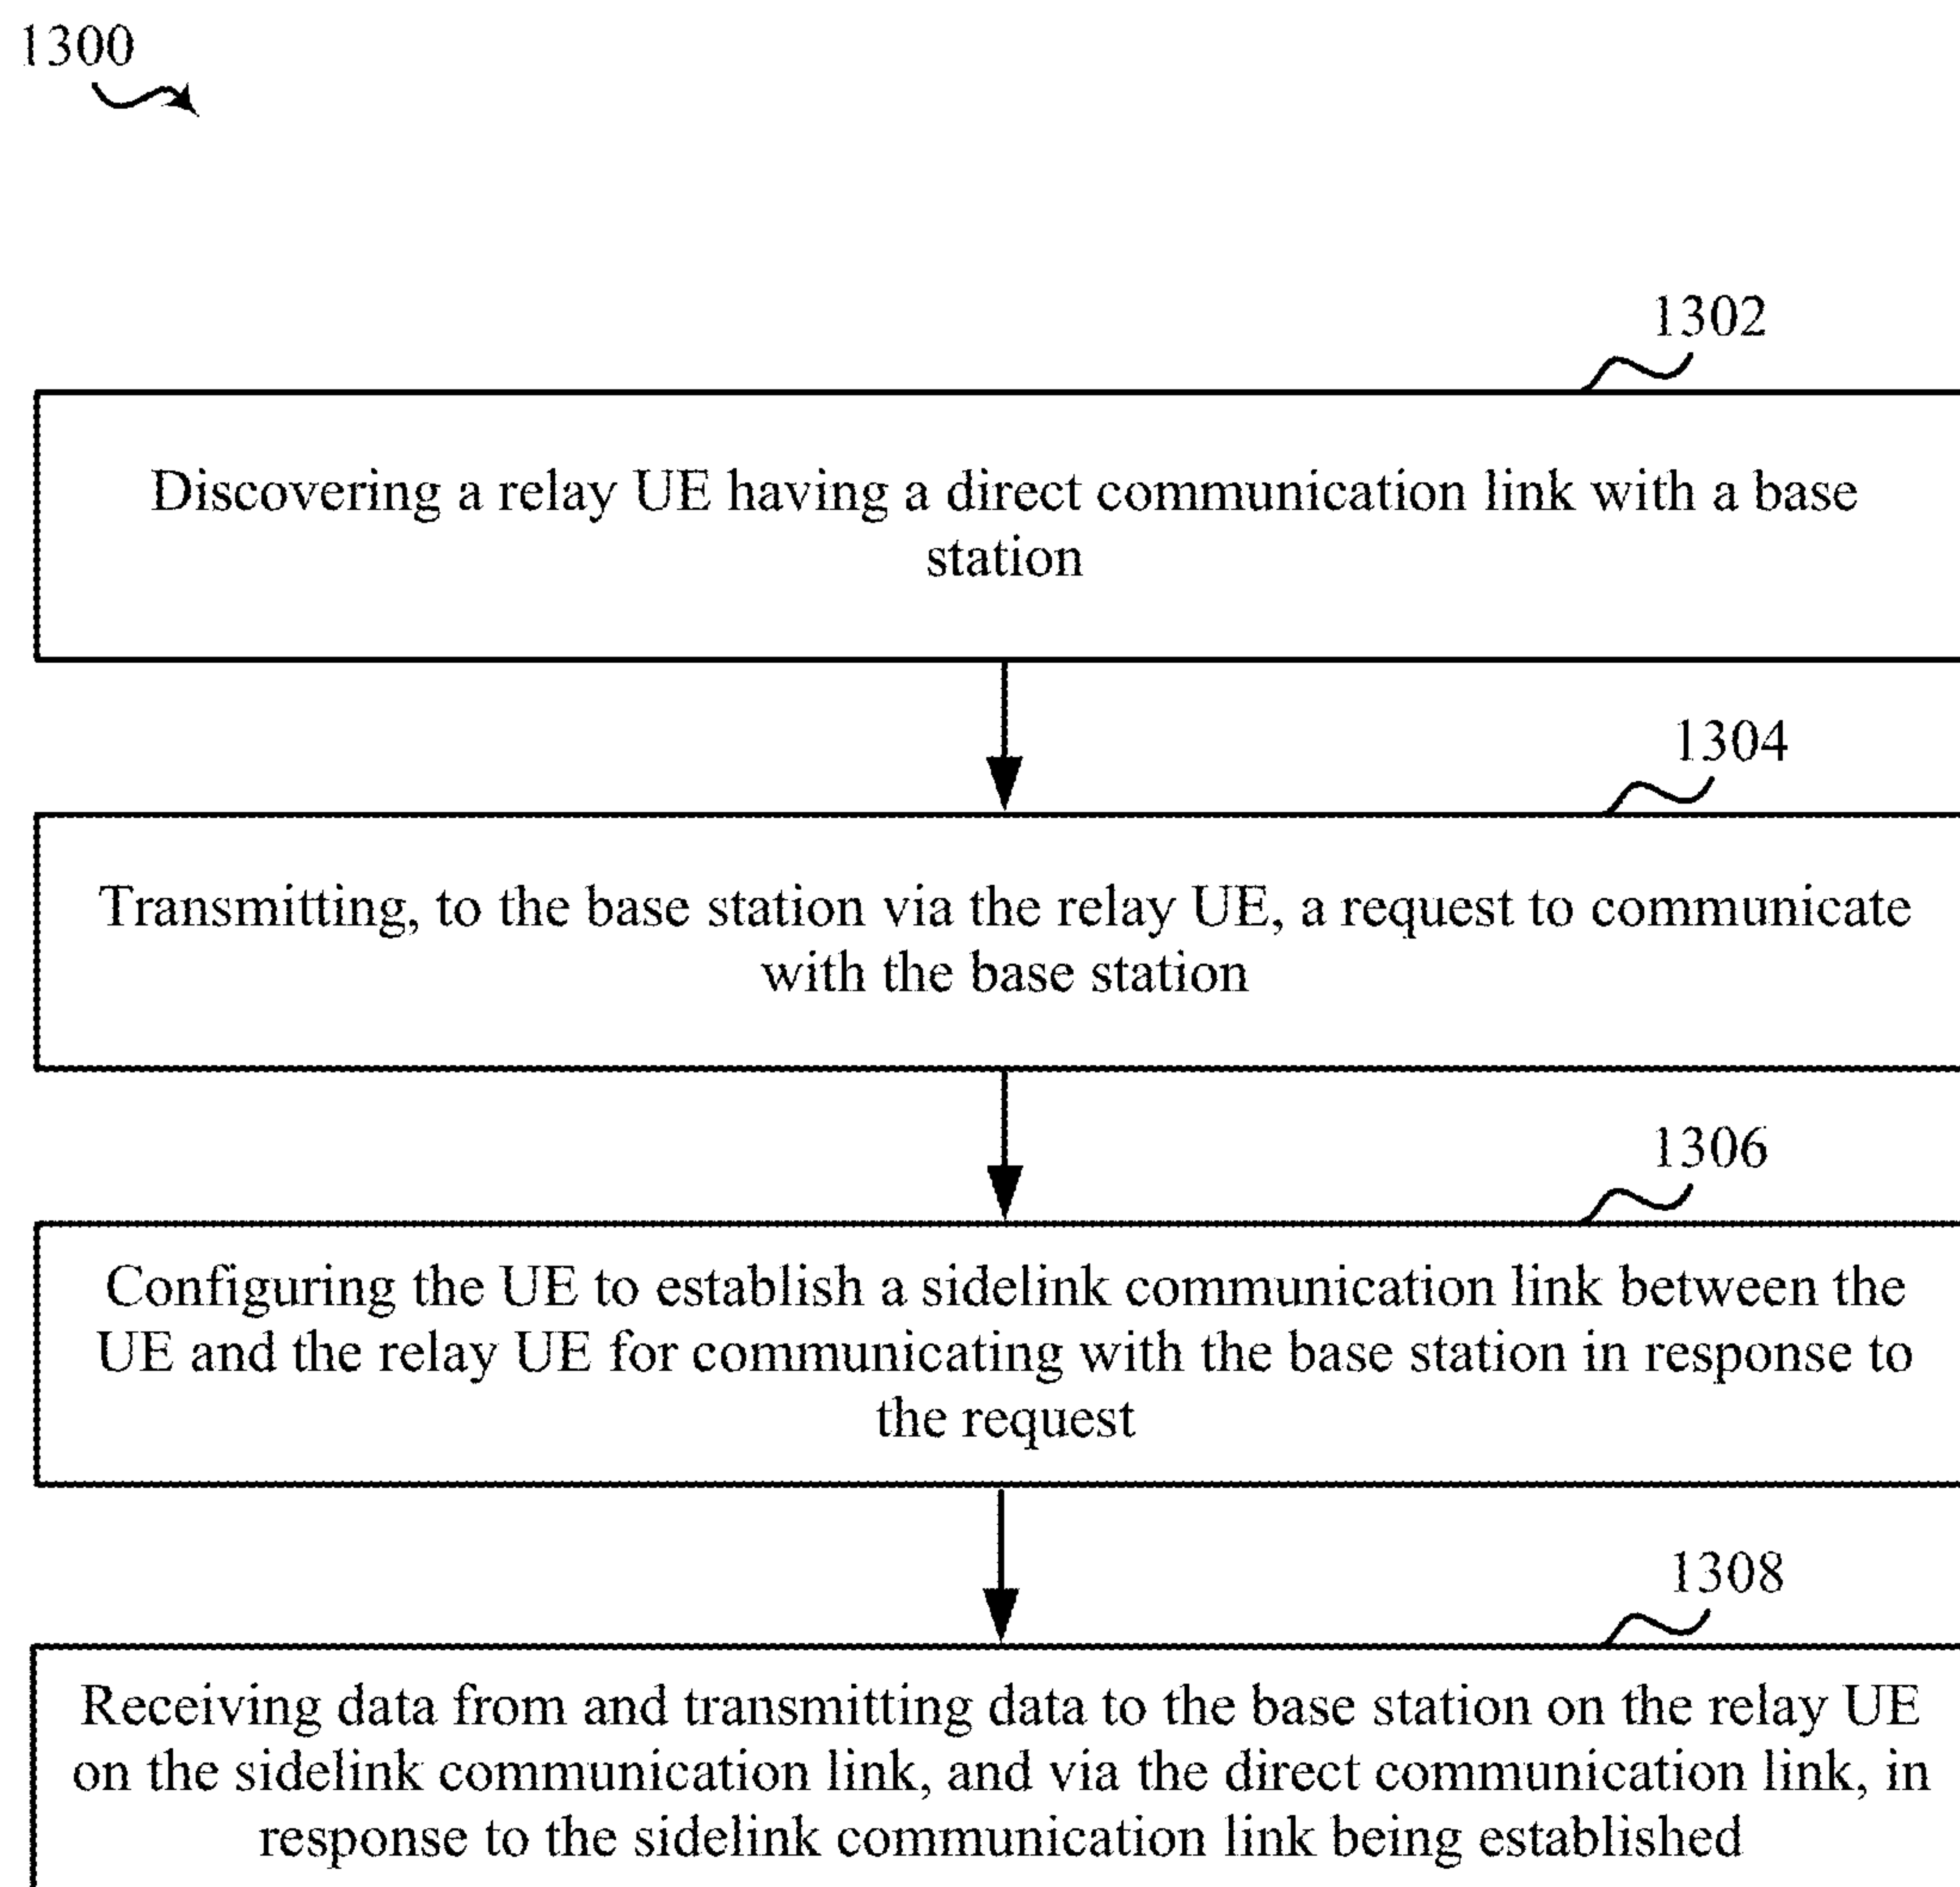 1300
1302
Discovering a relay UE having a direct communication link with a base
station
1304
Transmitting, to the base station via the relay UE, a request to communicate
with the base station
1306
Configuring the UE to establish a sidelink communication link between the
UE and the relay UE for communicating with the base station in response to
the request
1308
Receiving data from and transmitting data to the base station on the relay UE
on the sidelink communication link, and via the direct communication link, in
response to the sidelink communication link being established